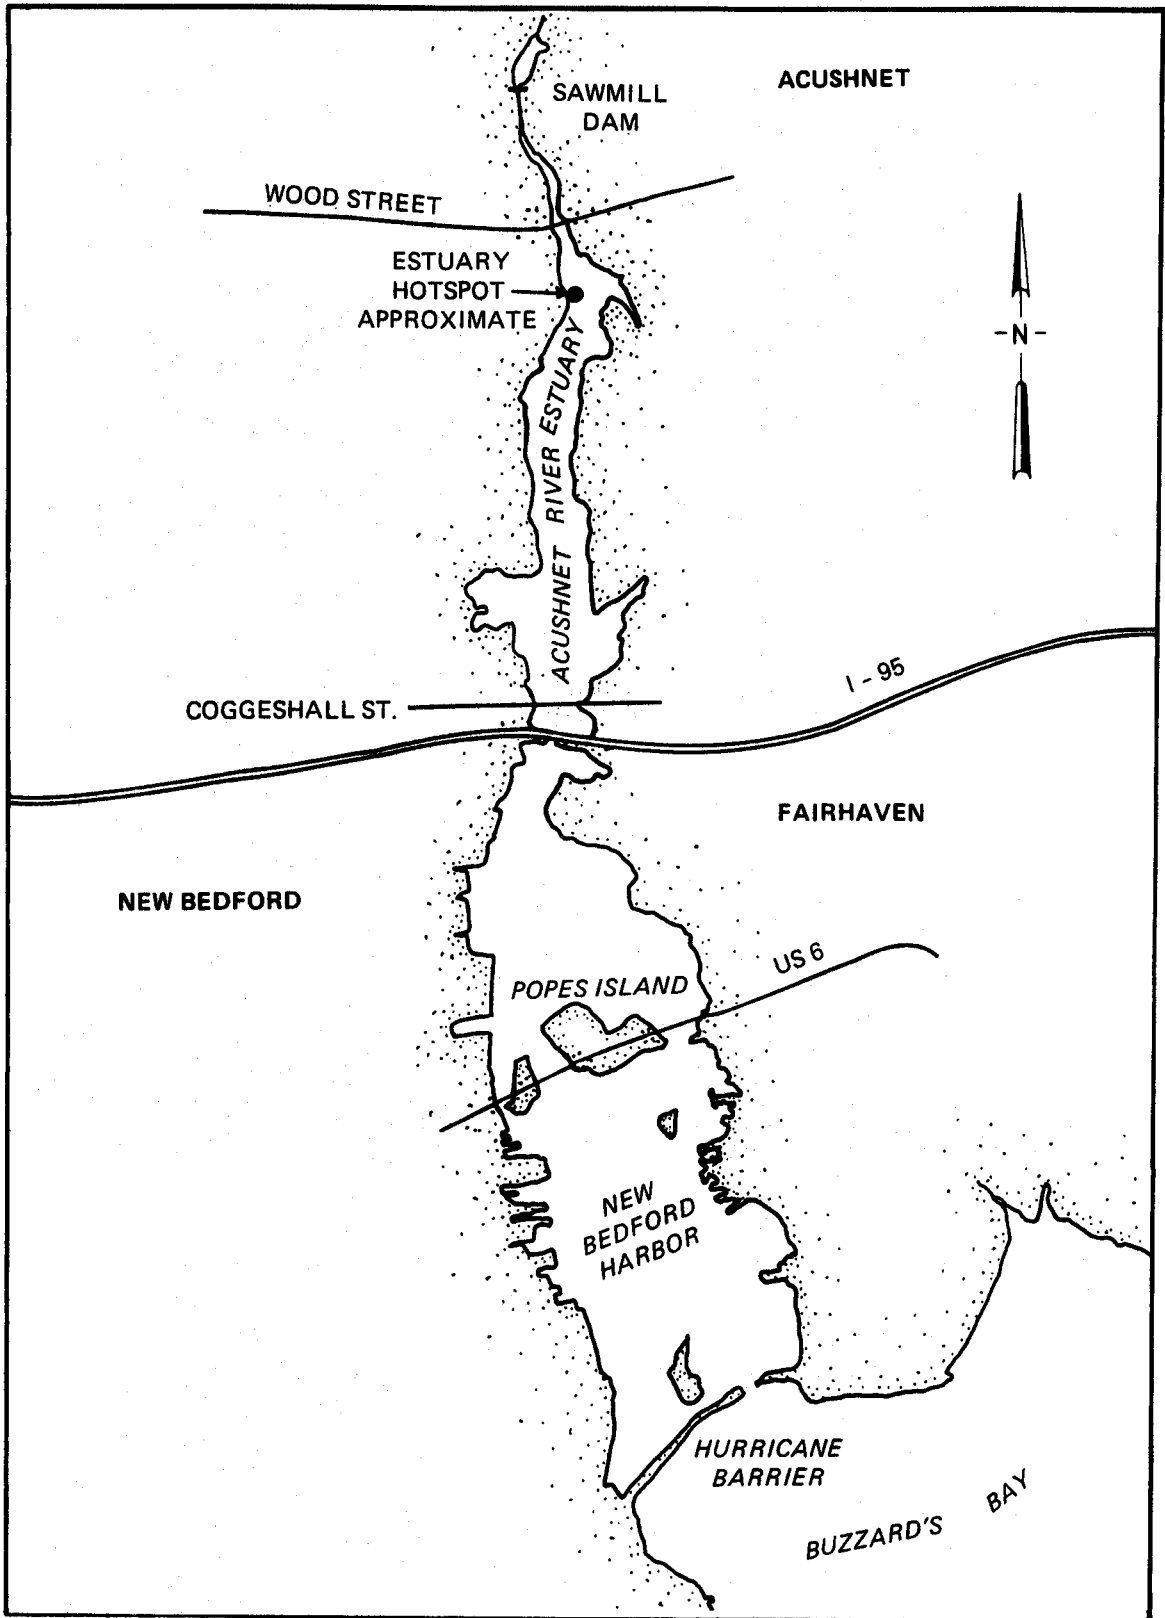 ACUSHNET
SAWMILL
DAM
WOOD STREET
ESTUARY
HOTSPOT
APPROXIMATE
-N-
ACUSHNET RIVER ESTUARY
I-95
COGGESHALL ST.
FAIRHAVEN
NEW BEDFORD
US 6
POPES ISLAND
NEW
BEDFORD
HARBOR
HURRICANE
BARRIER
BUZZARD'S BAY